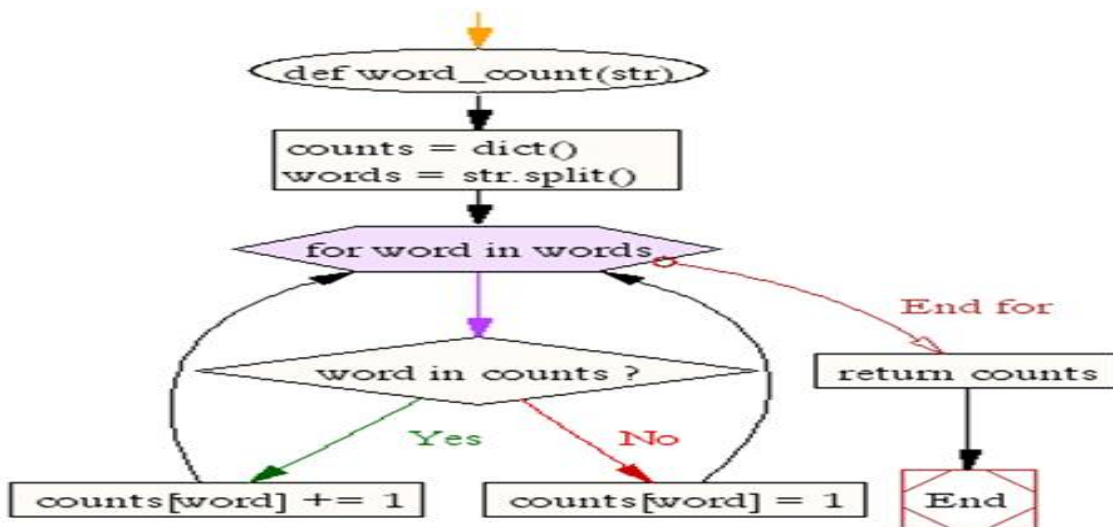 def word_count(str)
counts = dict()
words = str.split()
for word in words
End for
word in counts ?
return counts
Yes
No
counts[word] += 1
counts[word] = 1
End